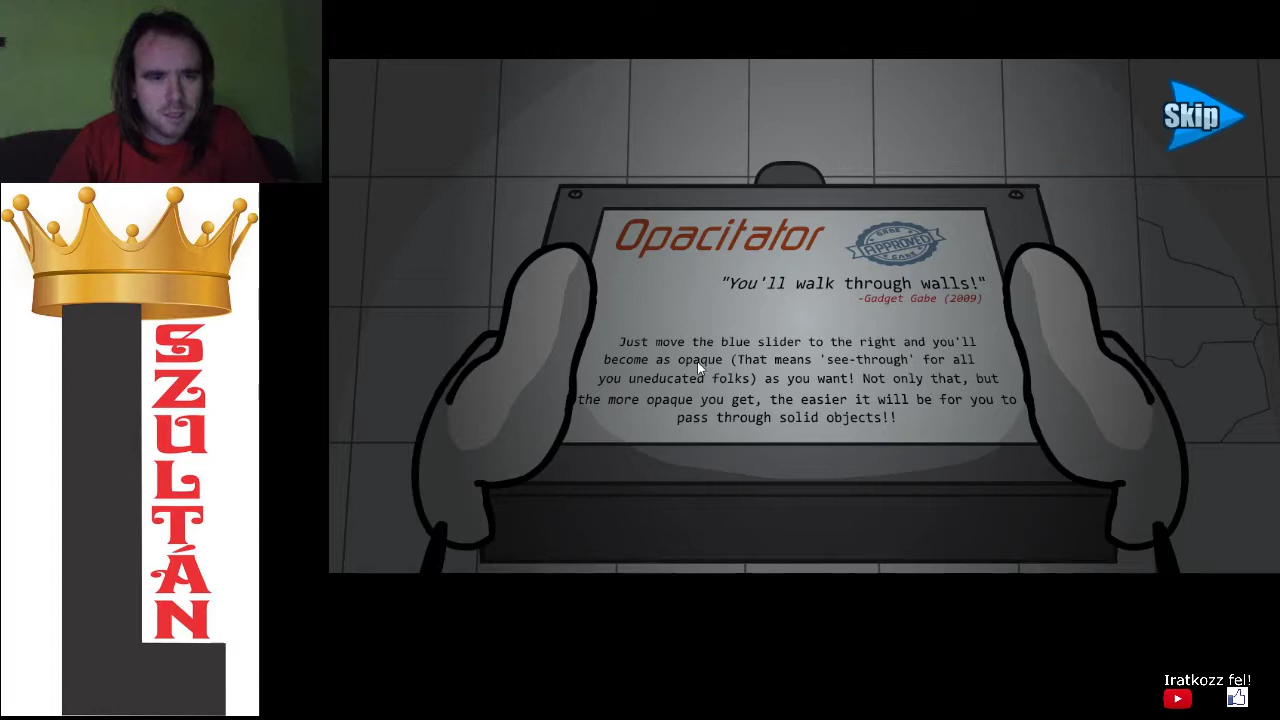 Skip
Opacitator
GABE
APPROVED
GABE
"You'll walk through walls!"
-Gadget Gabe (2009)
Just move the blue slider to the right and you'll
become as opaque (That means 'see-through' for all
you uneducated folks) as you want! Not only that, but
the more opaque you get, the easier it will be for you to
pass through solid objects!!
L
SZULTÁN
Iratkozz fel!